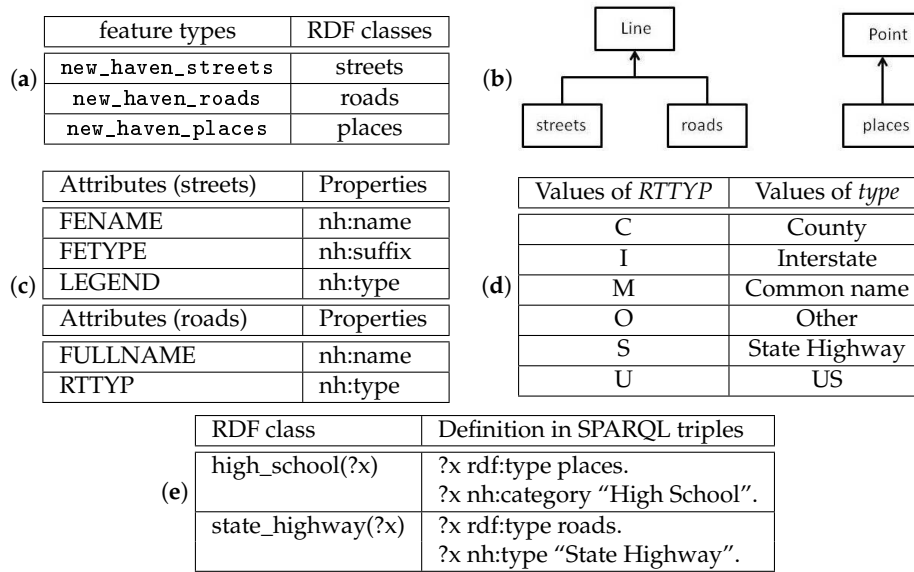 feature types RDF classes
(a) new_haven_streets streets
new_haven_roads roads
new_haven_places places
(b) Line Point
streets roads places
(c) Attributes (streets) Properties
FENAME nh:name
FETYPE nh:suffix
LEGEND nh:type
Attributes (roads) Properties
FULLNAME nh:name
RTTYP nh:type
(d) Values of RTTYP Values of type
C County
I Interstate
M Common name
O Other
S State Highway
U US
(e) RDF class Definition in SPARQL triples
high_school(?x) ?x rdf:type places.
?x nh:category “High School”.
state_highway(?x) ?x rdf:type roads.
?x nh:type “State Highway”.